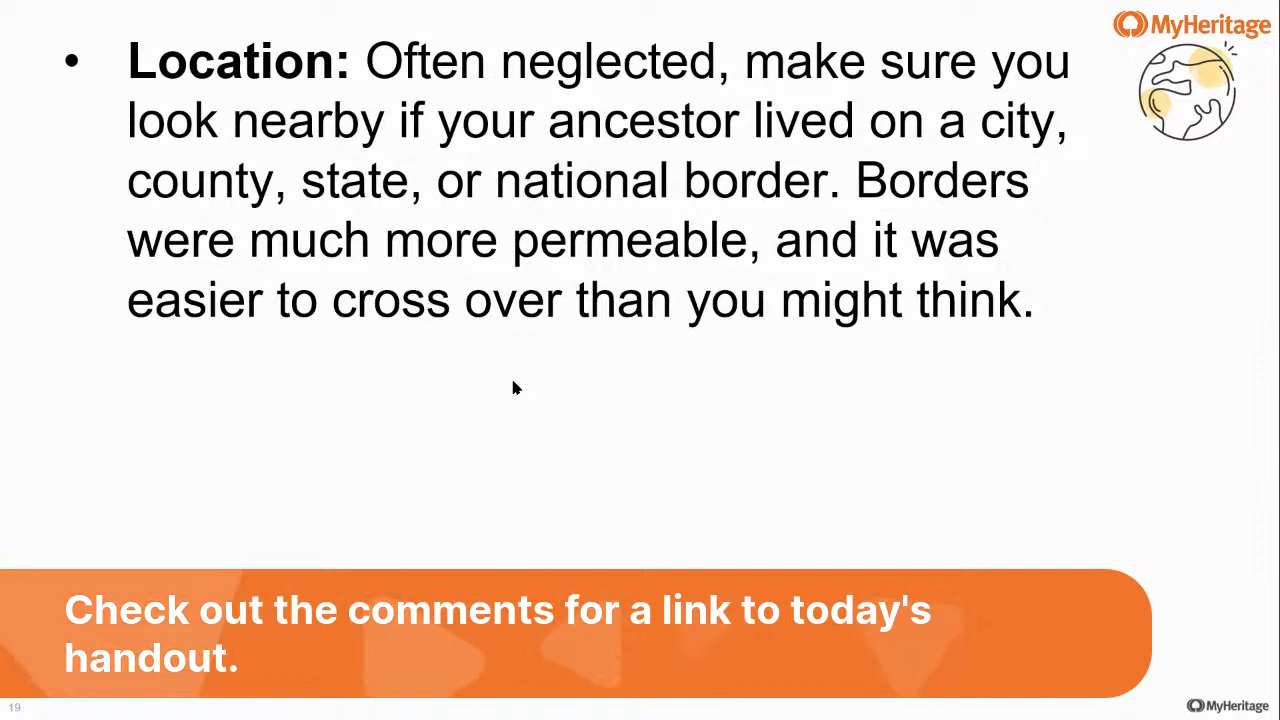 MyHeritage
• Location: Often neglected, make sure you
look nearby if your ancestor lived on a city,
county, state, or national border. Borders
were much more permeable, and it was
easier to cross over than you might think.
Check out the comments for a link to today's
handout.
19
MyHeritage